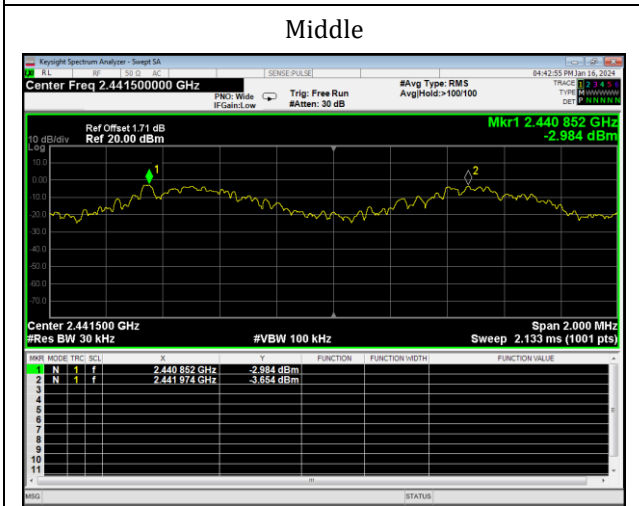 Middle
Keysight Spectrum Analyzer - Swept SA
RL RF 50 Ω AC SENSE:PULSE 04:42:55 PM Jan 16, 2024
Center Freq 2.441500000 GHz
#Avg Type: RMS
TRACE 1 2 3 4 5 6
PNO: Wide Trig: Free Run Avg|Hold:>100/100
TYPE M WWWWW
IFGain:Low #Atten: 30 dB
DET P N N N N N
Mkr1 2.440 852 GHz
Ref Offset 1.71 dB
10 dB/div Ref 20.00 dBm -2.984 dBm
Log
10.0
0.00
-10.0
-20.0
-30.0
-40.0
-50.0
-60.0
-70.0
1
2
Center 2.441500 GHz Span 2.000 MHz
#Res BW 30 kHz #VBW 100 kHz Sweep 2.133 ms (1001 pts)
MKR MODE TRC SCL X Y FUNCTION FUNCTION WIDTH FUNCTION VALUE
1 N 1 f 2.440 852 GHz -2.984 dBm
2 N 1 f 2.441 974 GHz -3.654 dBm
3
4
5
6
7
8
9
10
11
MSG STATUS